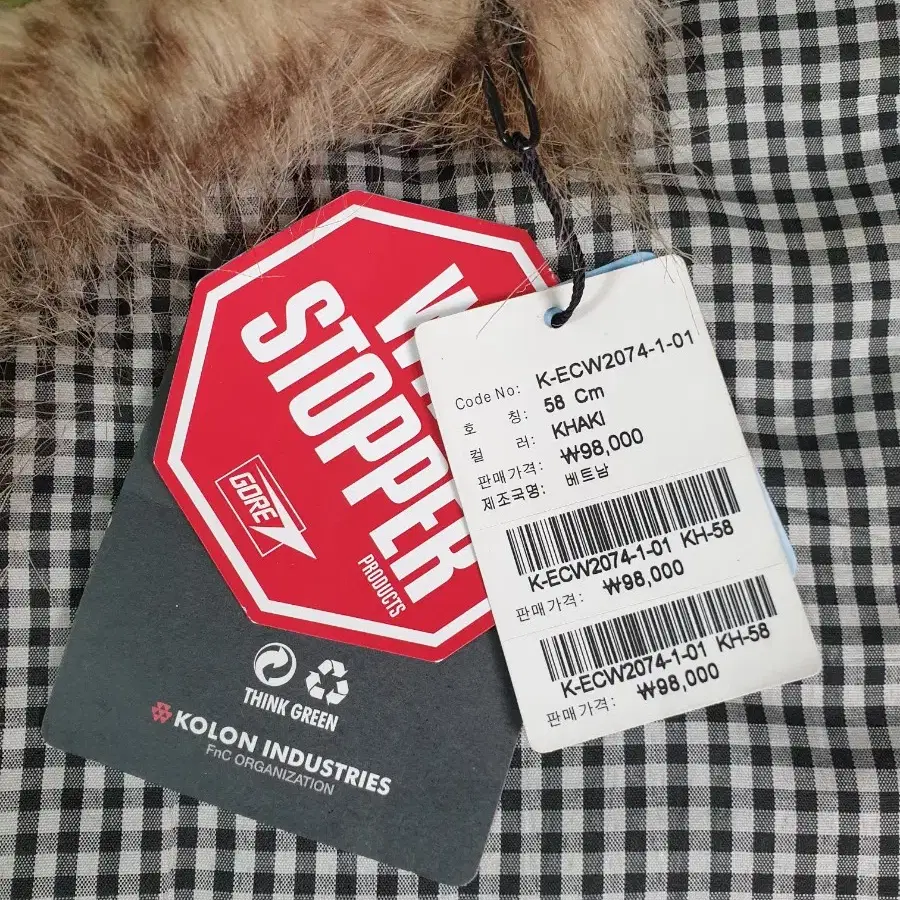 STOPPER
PRODUCTS
GORE
THINK GREEN
KOLON INDUSTRIES
FnC ORGANIZATION
Code No: K-ECW2074-1-01
호 칭: 58 Cm
컬 러: KHAKI
판매가격: ₩98,000
제조국명: 베트남
K-ECW2074-1-01 KH-58
판매가격: ₩98,000
K-ECW2074-1-01 KH-58
판매가격: ₩98,000